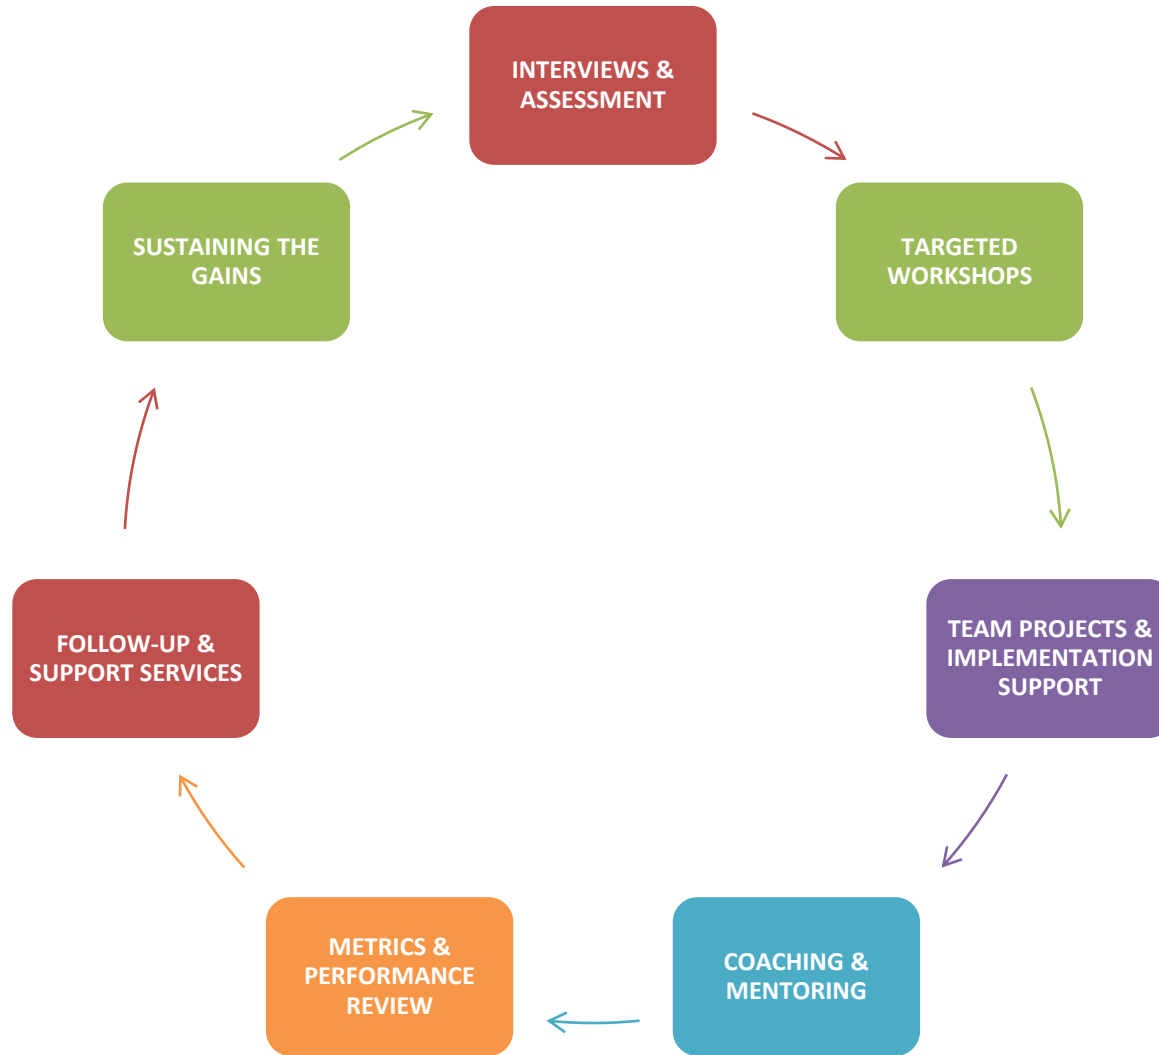 INTERVIEWS &
ASSESSMENT
TARGETED
WORKSHOPS
TEAM PROJECTS &
IMPLEMENTATION
SUPPORT
COACHING &
MENTORING
METRICS &
PERFORMANCE
REVIEW
FOLLOW-UP &
SUPPORT SERVICES
SUSTAINING THE
GAINS